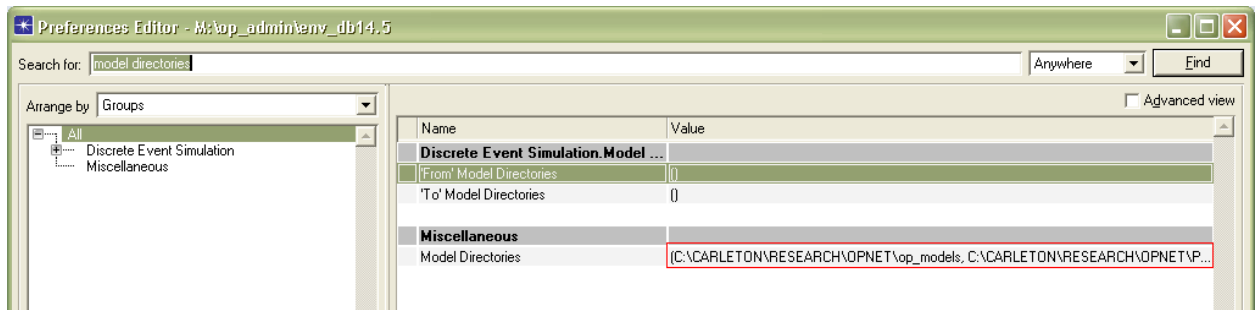 Preferences Editor - M:\op_admin\env_db14.5
Search for: model directories Anywhere Find
Arrange by Groups Advanced view
All
Discrete Event Simulation
Miscellaneous
Name Value
Discrete Event Simulation.Model ...
'From' Model Directories ()
'To' Model Directories ()
Miscellaneous
Model Directories (C:\CARLETON\RESEARCH\OPNET\op_models, C:\CARLETON\RESEARCH\OPNET\P...